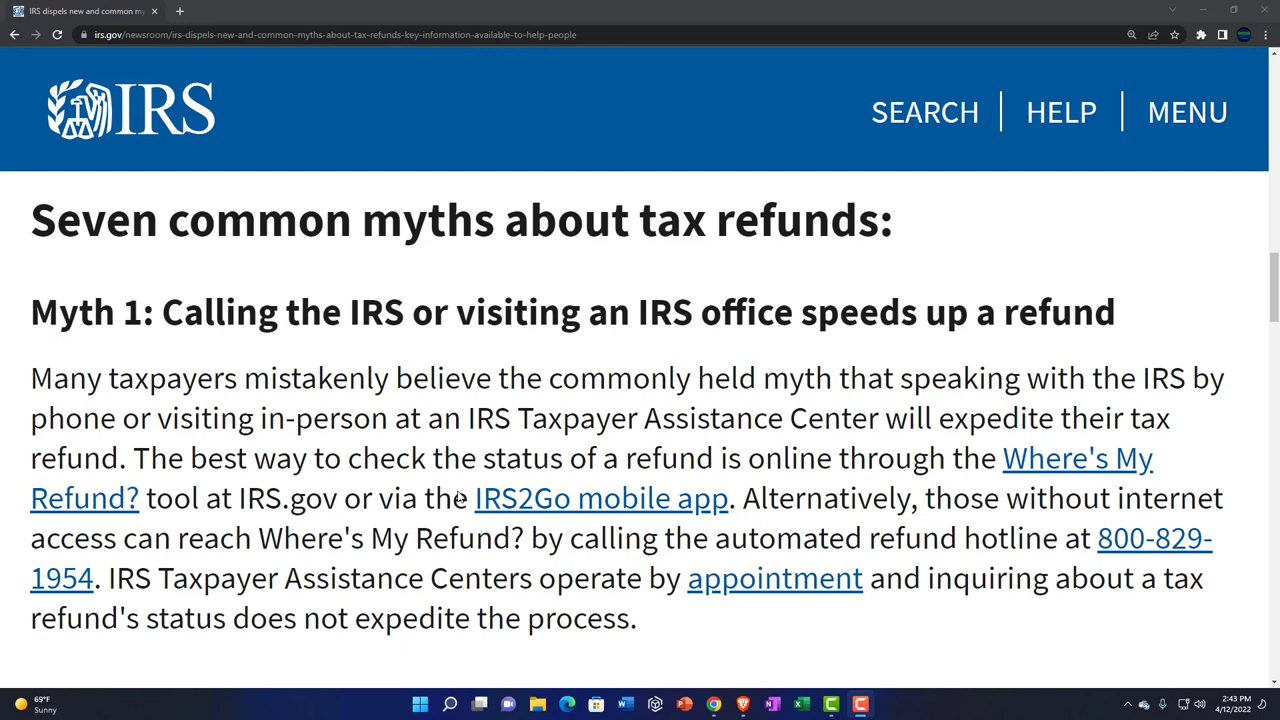 IRS dispels new and common my
irs.gov/newsroom/irs-dispels-new-and-common-myths-about-tax-refunds-key-information-available-to-help-people
IRS
SEARCH HELP MENU
Seven common myths about tax refunds:
Myth 1: Calling the IRS or visiting an IRS office speeds up a refund
Many taxpayers mistakenly believe the commonly held myth that speaking with the IRS by
phone or visiting in-person at an IRS Taxpayer Assistance Center will expedite their tax
refund. The best way to check the status of a refund is online through the Where's My
Refund? tool at IRS.gov or via the IRS2Go mobile app. Alternatively, those without internet
access can reach Where's My Refund? by calling the automated refund hotline at 800-829-
1954. IRS Taxpayer Assistance Centers operate by appointment and inquiring about a tax
refund's status does not expedite the process.
69°F
Sunny
2:43 PM
4/12/2022